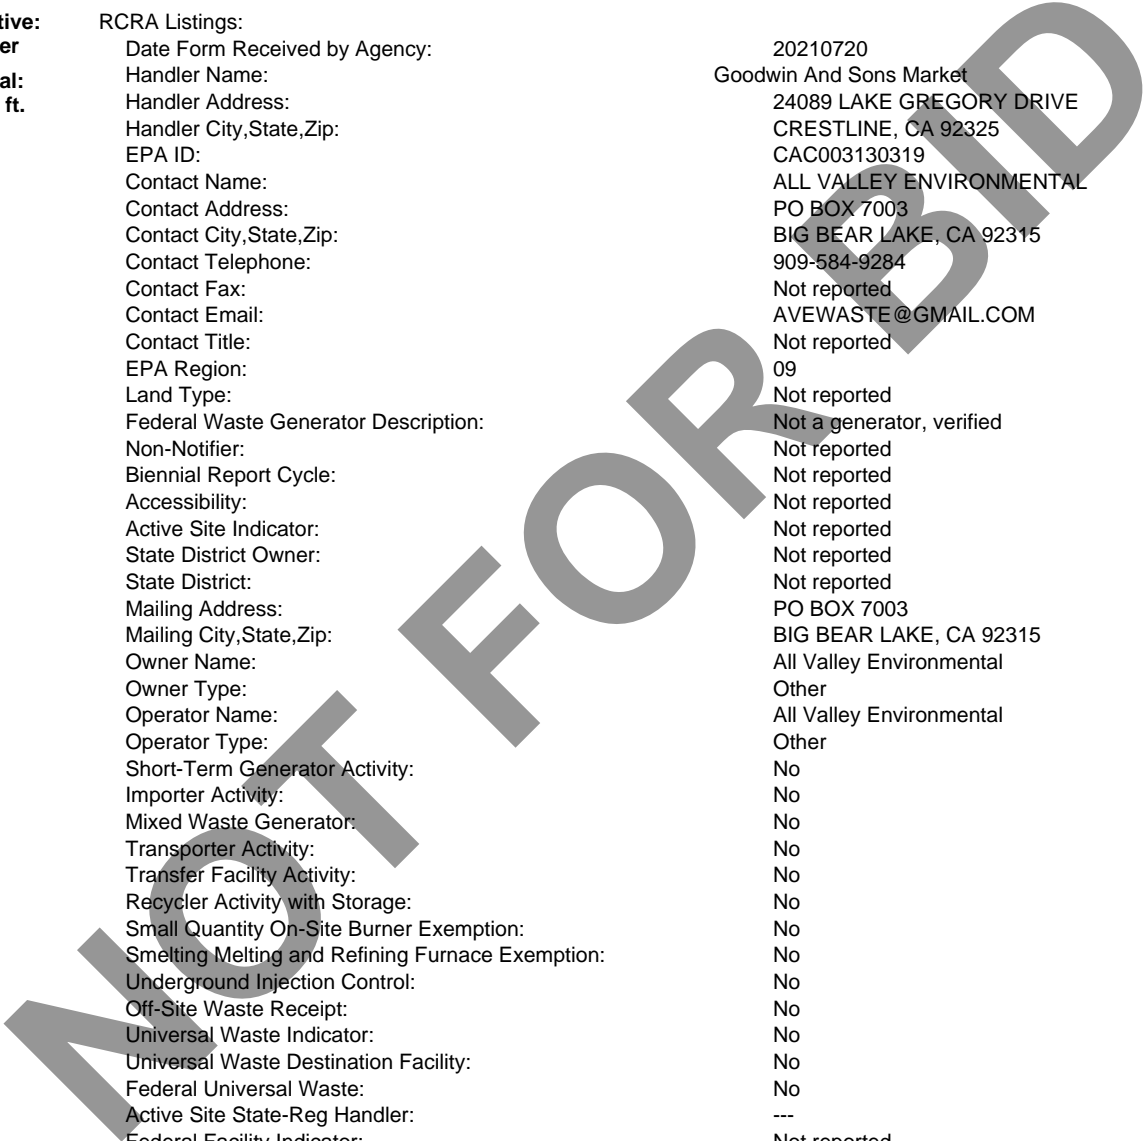 tive:
er
al:
ft.
RCRA Listings:
Date Form Received by Agency: 20210720
Handler Name: Goodwin And Sons Market
Handler Address: 24089 LAKE GREGORY DRIVE
Handler City,State,Zip: CRESTLINE, CA 92325
EPA ID: CAC003130319
Contact Name: ALL VALLEY ENVIRONMENTAL
Contact Address: PO BOX 7003
Contact City,State,Zip: BIG BEAR LAKE, CA 92315
Contact Telephone: 909-584-9284
Contact Fax: Not reported
Contact Email: AVEWASTE@GMAIL.COM
Contact Title: Not reported
EPA Region: 09
Land Type: Not reported
Federal Waste Generator Description: Not a generator, verified
Non-Notifier: Not reported
Biennial Report Cycle: Not reported
Accessibility: Not reported
Active Site Indicator: Not reported
State District Owner: Not reported
State District: Not reported
Mailing Address: PO BOX 7003
Mailing City,State,Zip: BIG BEAR LAKE, CA 92315
Owner Name: All Valley Environmental
Owner Type: Other
Operator Name: All Valley Environmental
Operator Type: Other
Short-Term Generator Activity: No
Importer Activity: No
Mixed Waste Generator: No
Transporter Activity: No
Transfer Facility Activity: No
Recycler Activity with Storage: No
Small Quantity On-Site Burner Exemption: No
Smelting Melting and Refining Furnace Exemption: No
Underground Injection Control: No
Off-Site Waste Receipt: No
Universal Waste Indicator: No
Universal Waste Destination Facility: No
Federal Universal Waste: No
Active Site State-Reg Handler: ---
Federal Facility Indicator: Not reported
NOT FOR BID